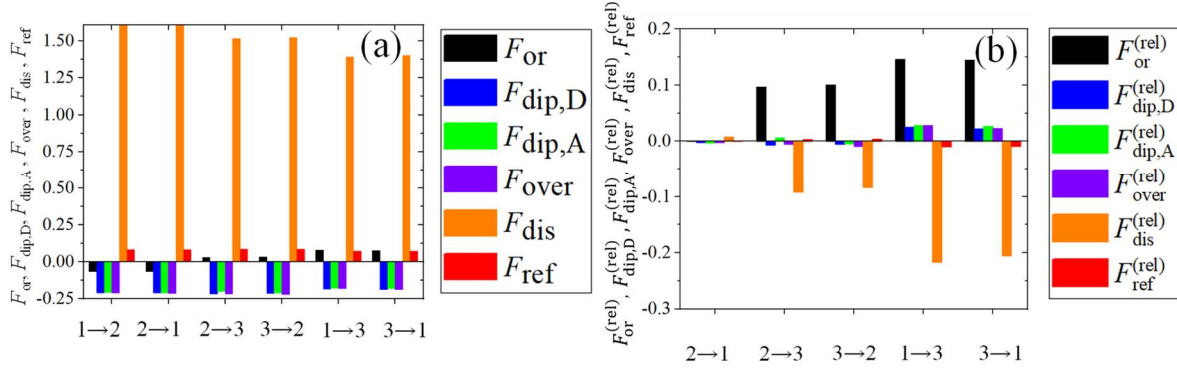 (a)
F_or, F_dip,D, F_dip,A, F_over, F_dis, F_ref
1.50
1.25
1.00
0.75
0.50
0.25
0.00
-0.25
1→2 2→1 2→3 3→2 1→3 3→1
F_or
F_dip,D
F_dip,A
F_over
F_dis
F_ref
(b)
F_or^(rel), F_dip,D^(rel), F_dip,A^(rel), F_over^(rel), F_dis^(rel), F_ref^(rel)
0.2
0.1
0.0
-0.1
-0.2
-0.3
2→1 2→3 3→2 1→3 3→1
F_or^(rel)
F_dip,D^(rel)
F_dip,A^(rel)
F_over^(rel)
F_dis^(rel)
F_ref^(rel)